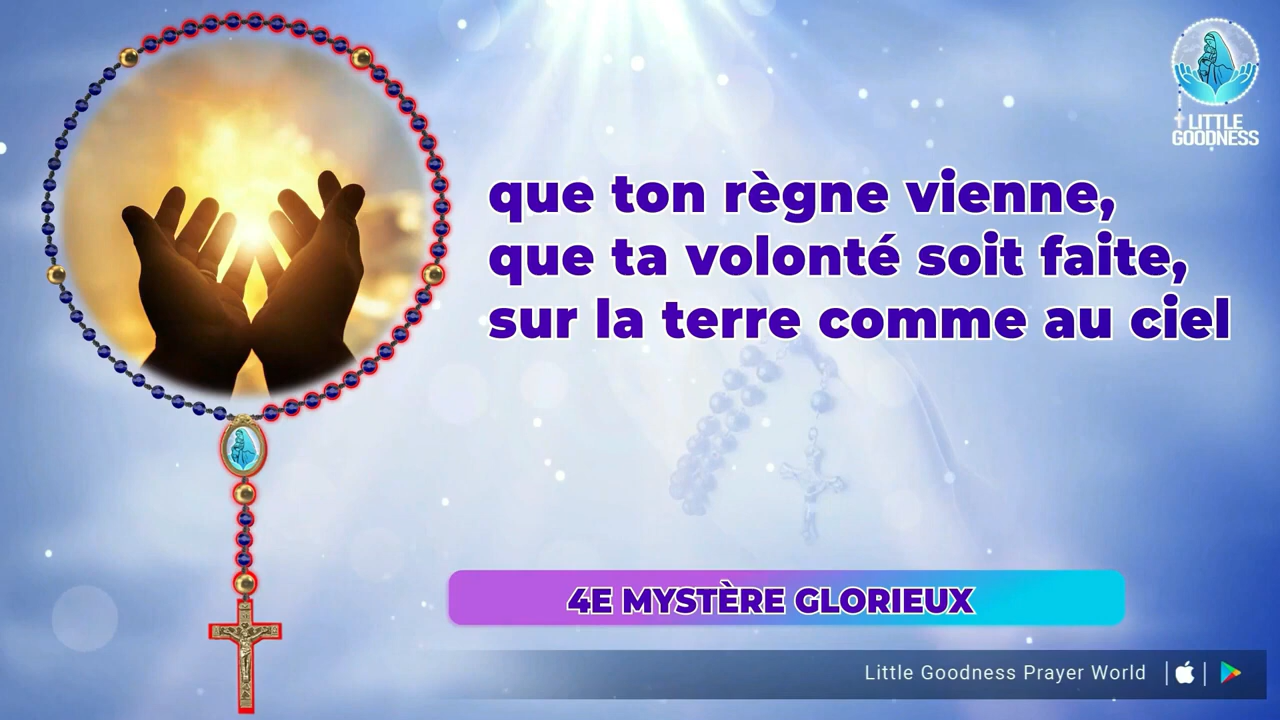 LITTLE
GOODNESS
que ton règne vienne,
que ta volonté soit faite,
sur la terre comme au ciel
4E MYSTÈRE GLORIEUX
Little Goodness Prayer World